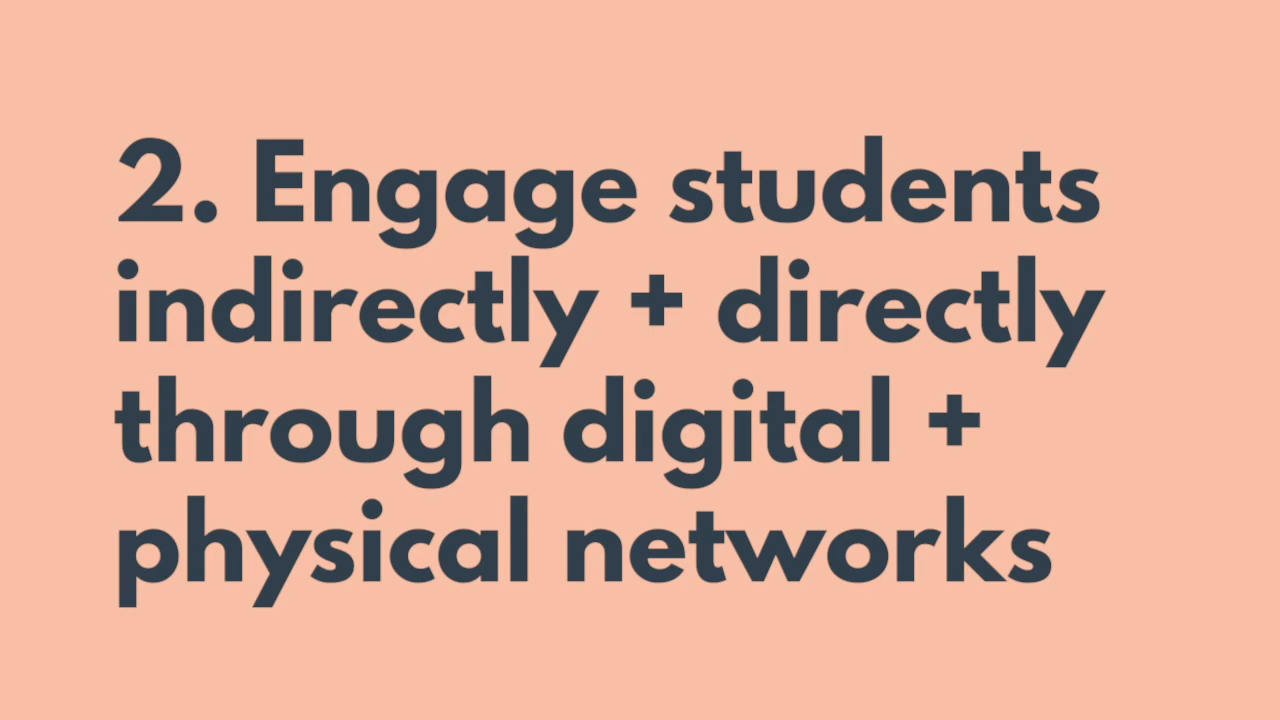 2. Engage students
indirectly + directly
through digital +
physical networks